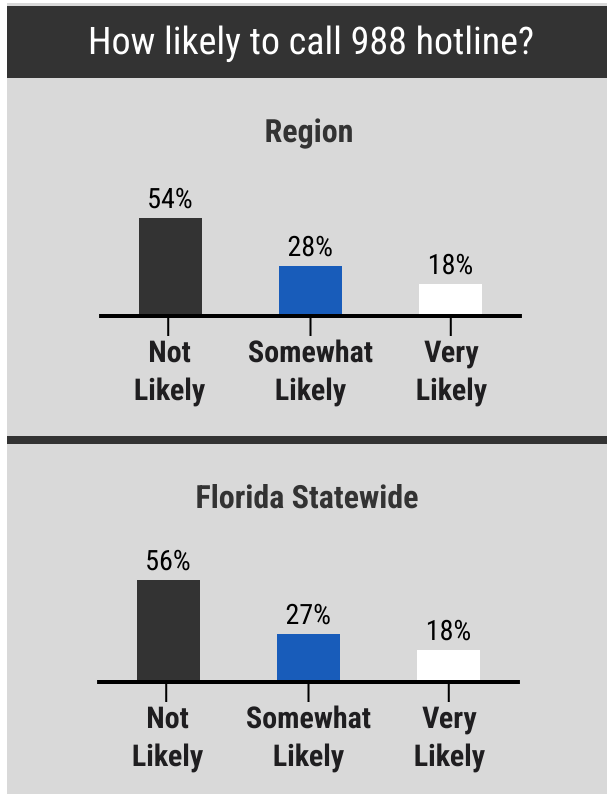 How likely to call 988 hotline?
Region
54%
28%
18%
Not
Likely
Somewhat
Likely
Very
Likely
Florida Statewide
56%
27%
18%
Not
Likely
Somewhat
Likely
Very
Likely